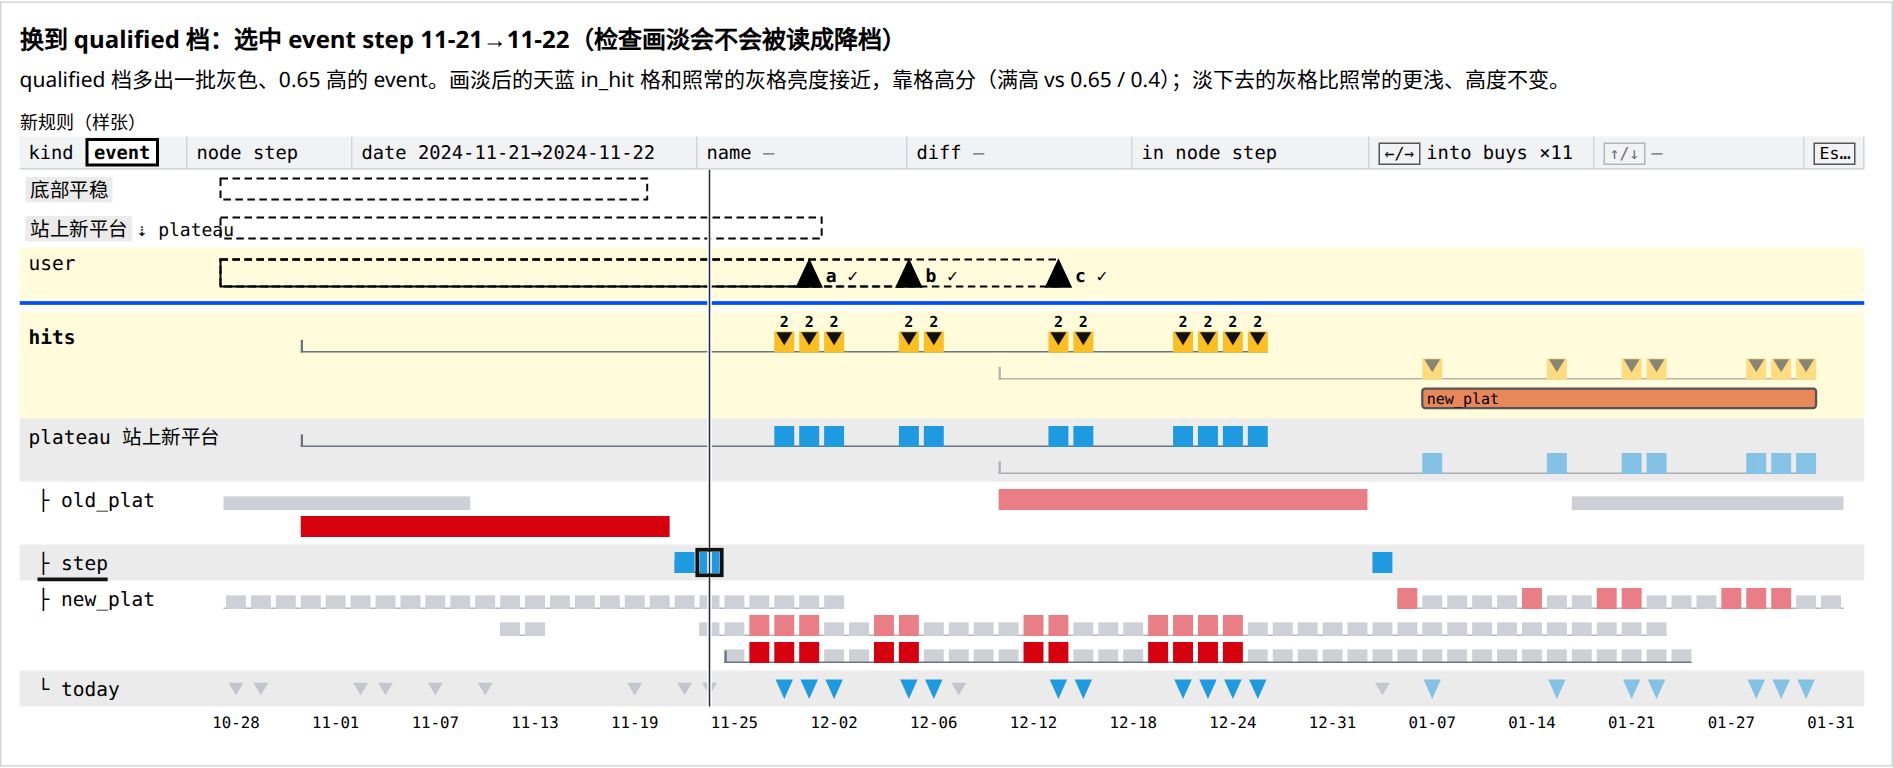 换到 qualified 档：选中 event step 11-21→11-22（检查画淡会不会被读成降档）
qualified 档多出一批灰色、0.65 高的 event。画淡后的天蓝 in_hit 格和照常的灰格亮度接近，靠格高分（满高 vs 0.65 / 0.4）；淡下去的灰格比照常的更浅、高度不变。
新规则（样张）
kind event node step date 2024-11-21→2024-11-22 name — diff — in node step ←/→ into buys ×11 ↑/↓ — Es…
底部平稳
站上新平台 ⇣ plateau
user a ✓ b ✓ c ✓
2 2 2 2 2 2 2 2 2 2 2
hits
new_plat
plateau 站上新平台
├ old_plat
├ step
├ new_plat
└ today
10-28 11-01 11-07 11-13 11-19 11-25 12-02 12-06 12-12 12-18 12-24 12-31 01-07 01-14 01-21 01-27 01-31